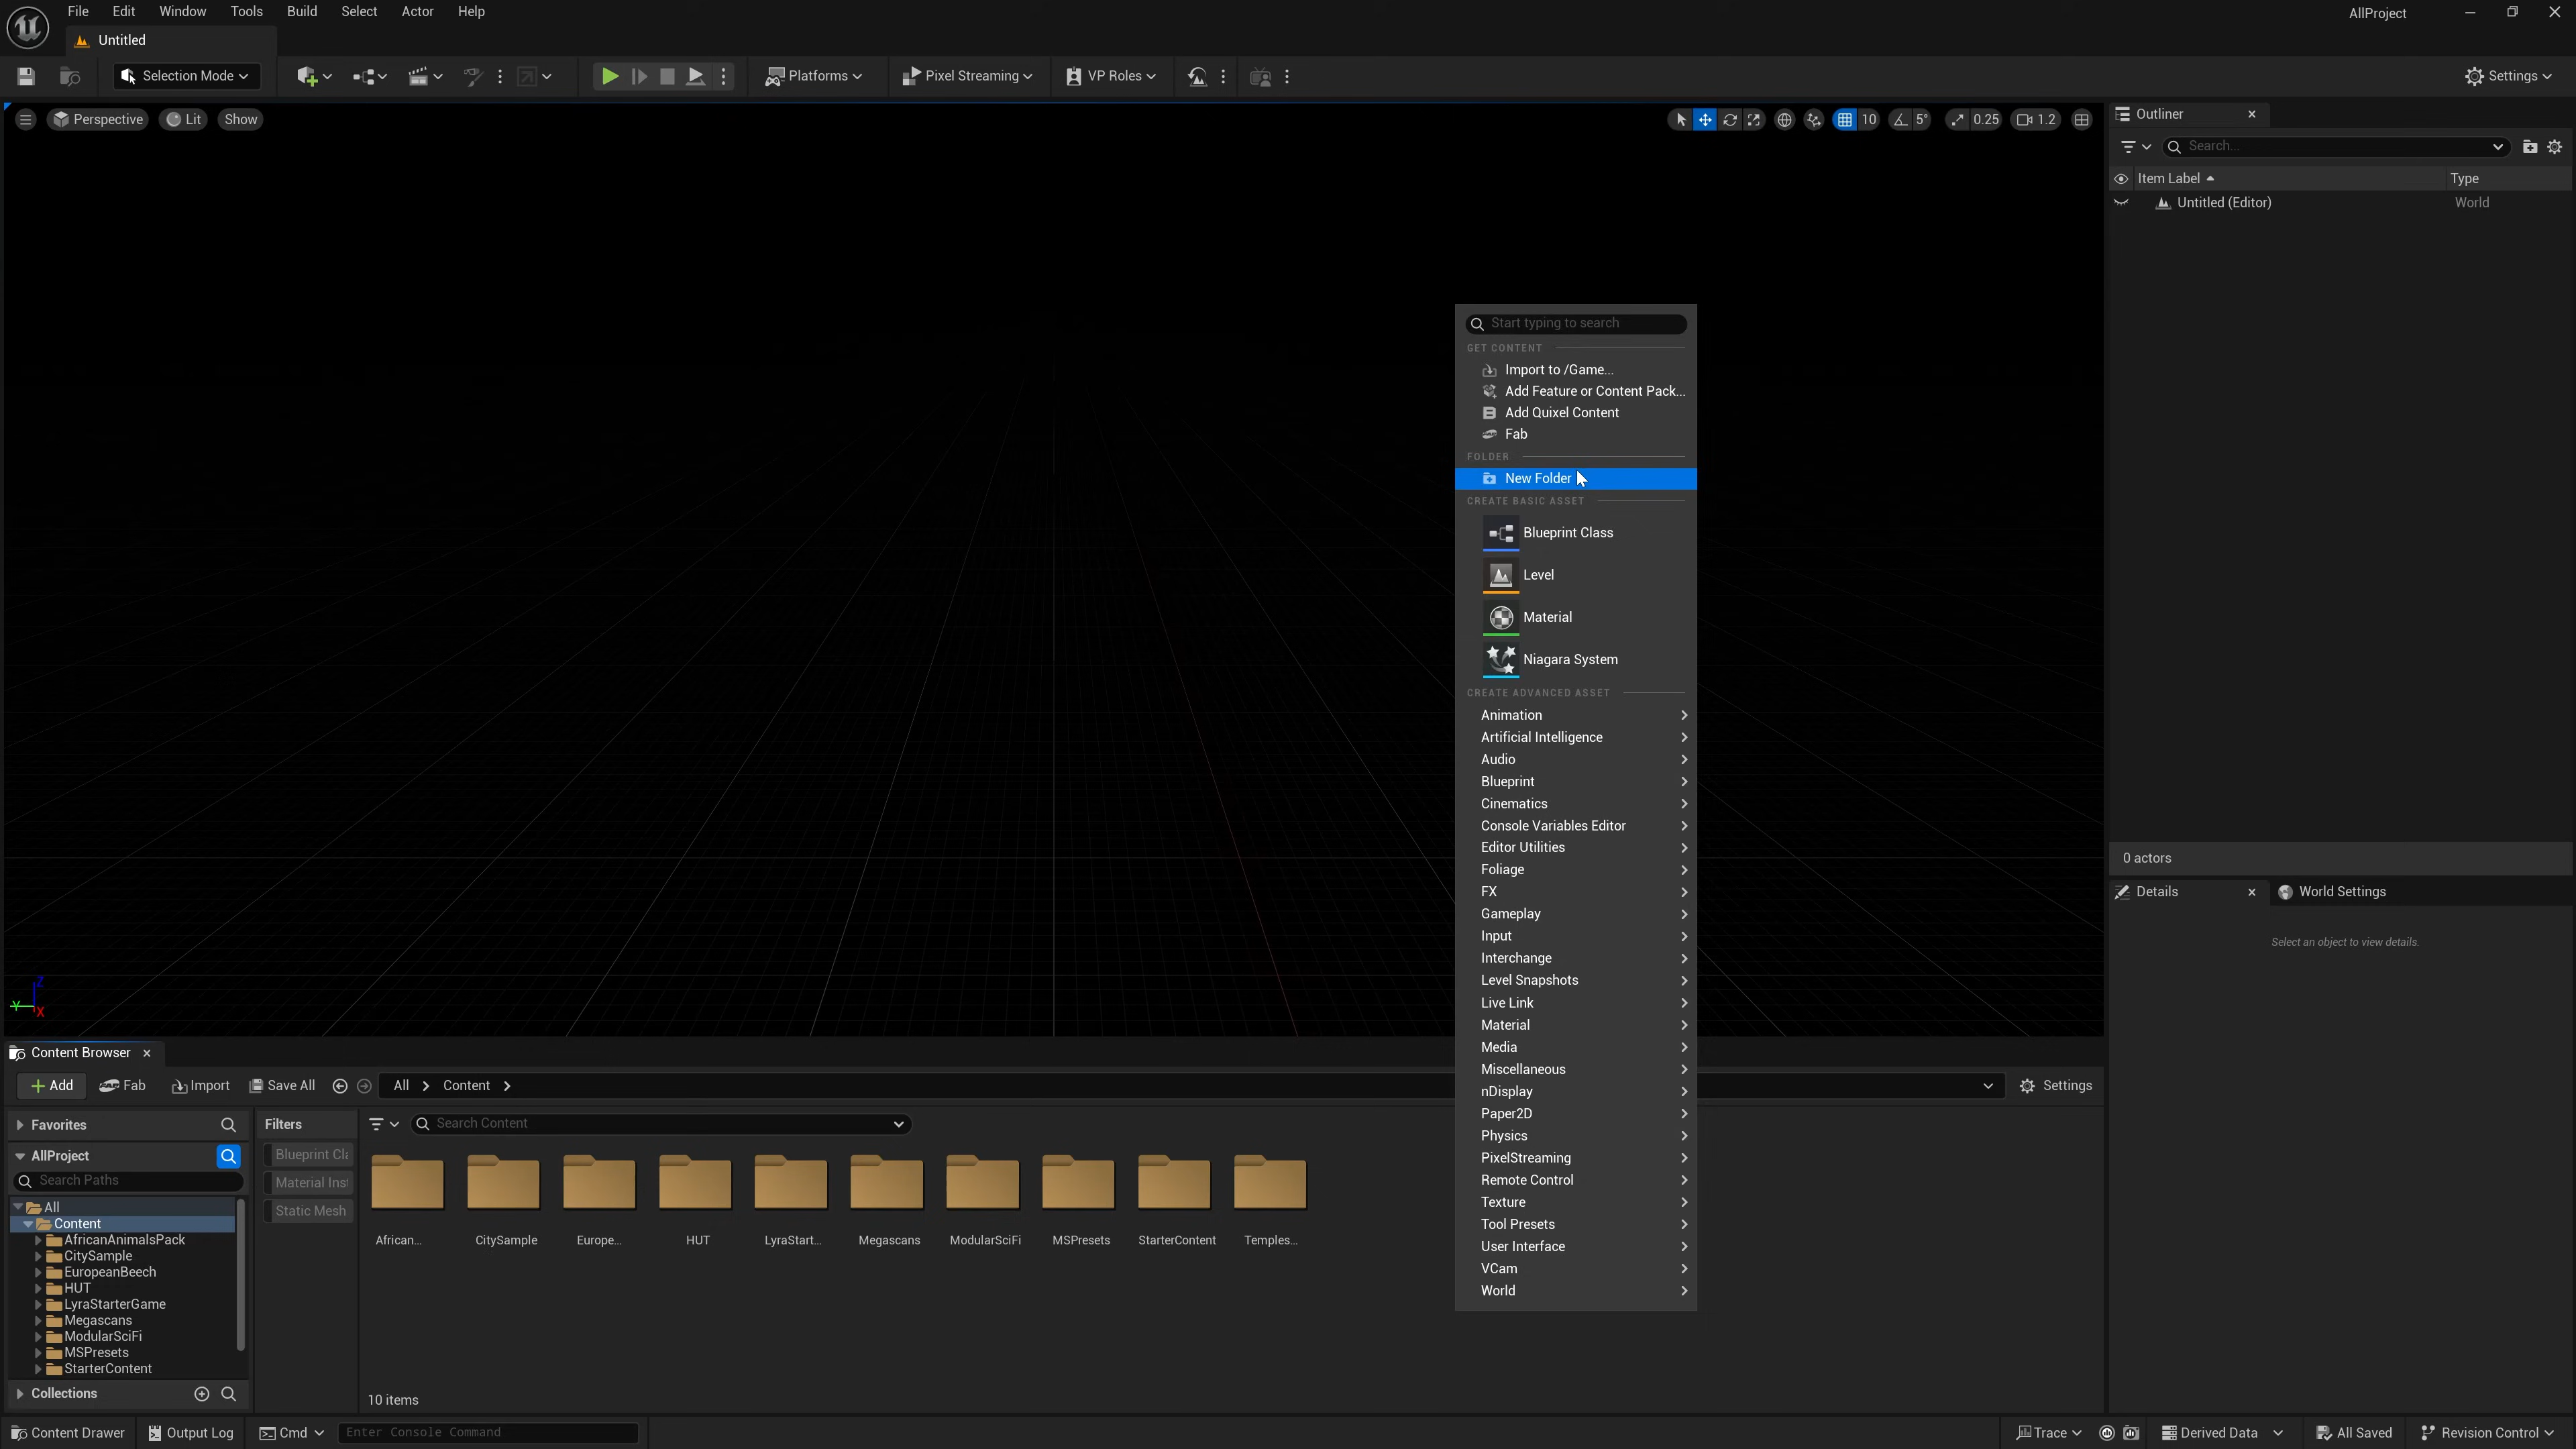 File Edit Window Tools Build Select Actor Help
AllProject
Untitled
Selection Mode
Platforms
Pixel Streaming
VP Roles
Settings
Perspective Lit Show
10 5° 0.25 1.2
Outliner
Search...
Item Label Type
Untitled (Editor) World
0 actors
Details World Settings
Select an object to view details.
Start typing to search
GET CONTENT
Import to /Game...
Add Feature or Content Pack...
Add Quixel Content
Fab
FOLDER
New Folder
CREATE BASIC ASSET
Blueprint Class
Level
Material
Niagara System
CREATE ADVANCED ASSET
Animation
Artificial Intelligence
Audio
Blueprint
Cinematics
Console Variables Editor
Editor Utilities
Foliage
FX
Gameplay
Input
Interchange
Level Snapshots
Live Link
Material
Media
Miscellaneous
nDisplay
Paper2D
Physics
PixelStreaming
Remote Control
Texture
Tool Presets
User Interface
VCam
World
Z
Y
X
Content Browser
Add Fab Import Save All All Content Settings
Favorites
AllProject
Search Paths
All
Content
AfricanAnimalsPack
CitySample
EuropeanBeech
HUT
LyraStarterGame
Megascans
ModularSciFi
MSPresets
StarterContent
Collections
Filters
Blueprint Cla
Material Inst
Static Mesh
Search Content
African... CitySample Europe... HUT LyraStart... Megascans ModularSciFi MSPresets StarterContent Temples...
10 items
Content Drawer Output Log Cmd Enter Console Command Trace Derived Data All Saved Revision Control